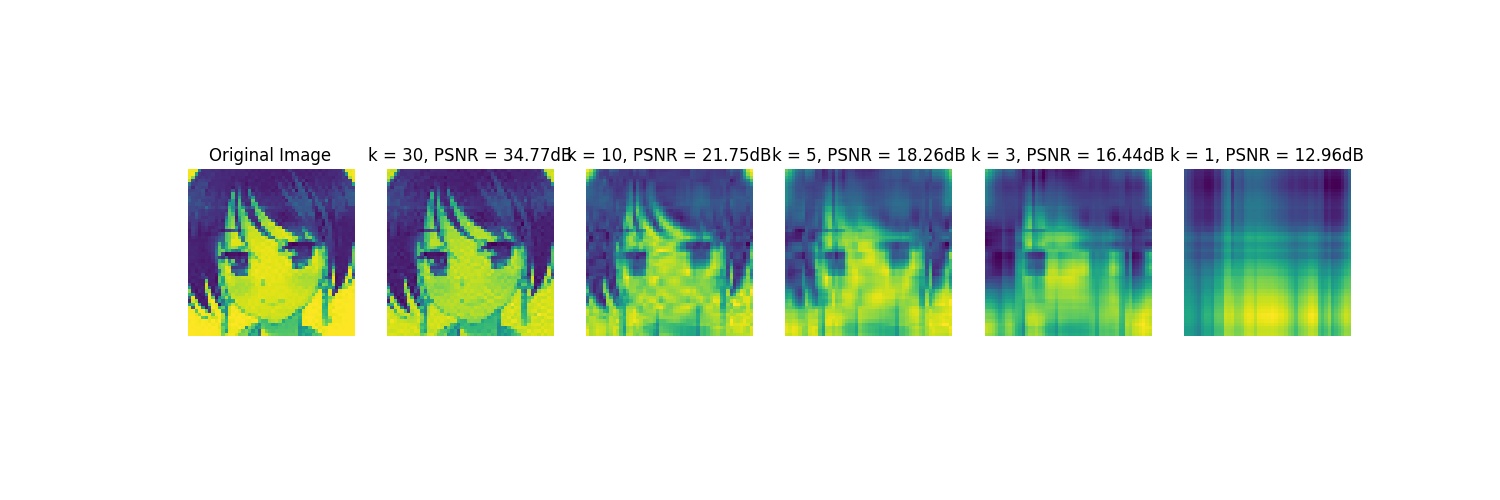 Original Image
k = 30, PSNR = 34.77dB
k = 10, PSNR = 21.75dB
k = 5, PSNR = 18.26dB
k = 3, PSNR = 16.44dB
k = 1, PSNR = 12.96dB